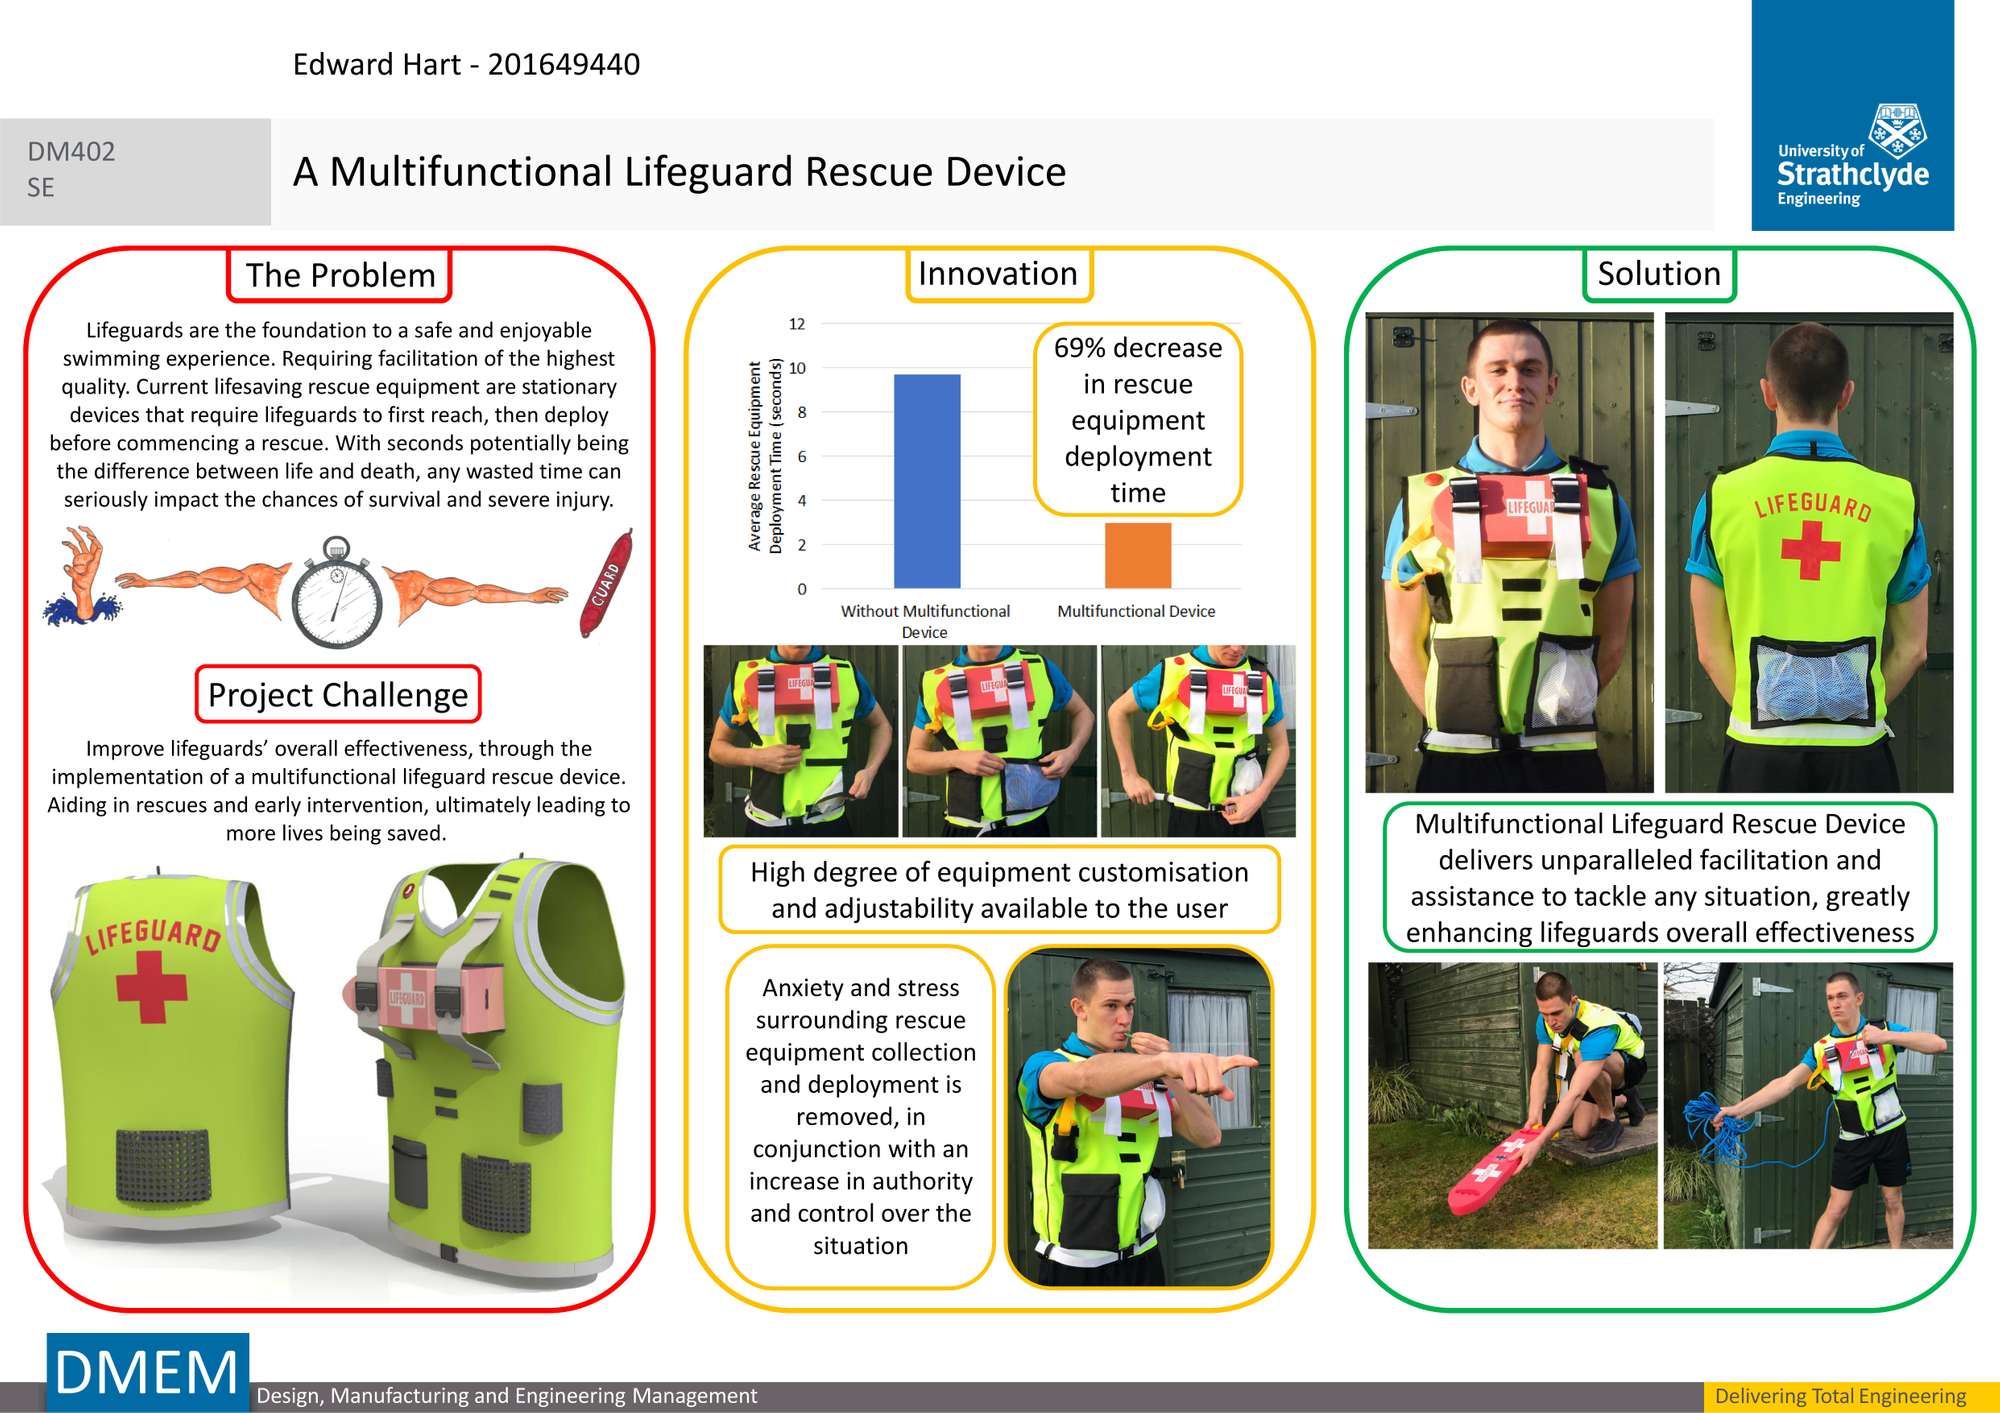 Edward Hart - 201649440
DM402
SE
A Multifunctional Lifeguard Rescue Device
University of
Strathclyde
Engineering
The Problem
Lifeguards are the foundation to a safe and enjoyable
swimming experience. Requiring facilitation of the highest
quality. Current lifesaving rescue equipment are stationary
devices that require lifeguards to first reach, then deploy
before commencing a rescue. With seconds potentially being
the difference between life and death, any wasted time can
seriously impact the chances of survival and severe injury.
GUARD
Project Challenge
Improve lifeguards’ overall effectiveness, through the
implementation of a multifunctional lifeguard rescue device.
Aiding in rescues and early intervention, ultimately leading to
more lives being saved.
LIFEGUARD
LIFEGUARD
Innovation
Average Rescue Equipment
Deployment Time (seconds)
12
10
8
6
4
2
0
Without Multifunctional
Device
Multifunctional Device
69% decrease
in rescue
equipment
deployment
time
LIFEGUA
LIFEGUA
LIFEGUA
High degree of equipment customisation
and adjustability available to the user
Anxiety and stress
surrounding rescue
equipment collection
and deployment is
removed, in
conjunction with an
increase in authority
and control over the
situation
Solution
LIFEGUAR
LIFEGUARD
Multifunctional Lifeguard Rescue Device
delivers unparalleled facilitation and
assistance to tackle any situation, greatly
enhancing lifeguards overall effectiveness
DMEM
Design, Manufacturing and Engineering Management
Delivering Total Engineering